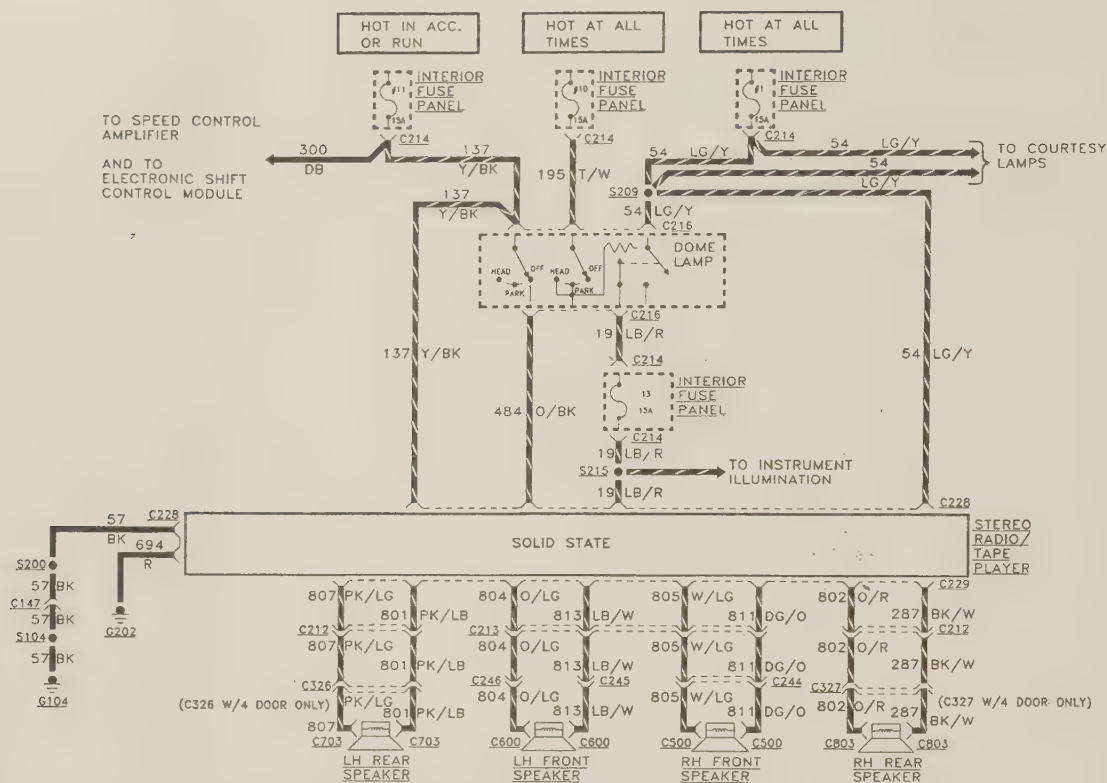 HOT IN ACC.
OR RUN
HOT AT ALL
TIMES
HOT AT ALL
TIMES
#11
15A
INTERIOR
FUSE
PANEL
#10
15A
INTERIOR
FUSE
PANEL
#1
15A
INTERIOR
FUSE
PANEL
C214
C214
C214
TO SPEED CONTROL
AMPLIFIER
AND TO
ELECTRONIC SHIFT
CONTROL MODULE
300
DB
137
Y/BK
195 T/W
54 LG/Y
54 LG/Y
54
LG/Y
TO COURTESY
LAMPS
137
Y/BK
S209
54 LG/Y
C216
HEAD OFF
PARK
HEAD OFF
PARK
DOME
LAMP
C216
19 LB/R
137 Y/BK
54 LG/Y
C214
484 O/BK
13
15A
INTERIOR
FUSE
PANEL
C214
19 LB/R
S215
TO INSTRUMENT
ILLUMINATION
19 LB/R
C228
C228
57
BK
694
R
SOLID STATE
STEREO
RADIO/
TAPE
PLAYER
S200
57 BK
C147
57 BK
S104
57 BK
G104
G202
C229
807 PK/LG
801 PK/LB
804 O/LG
813 LB/W
805 W/LG
811 DG/O
802 O/R
287 BK/W
C212
C213
C212
807 PK/LG
801 PK/LB
804 O/LG
813 LB/W
805 W/LG
811 DG/O
802 O/R
287 BK/W
C326
C246
C245
C244
C327
(C326 W/4 DOOR ONLY)
(C327 W/4 DOOR ONLY)
807 PK/LG
801 PK/LB
804 O/LG
813 LB/W
805 W/LG
811 DG/O
802 O/R
287 BK/W
C703
C703
C600
C600
C500
C500
C803
C803
LH REAR
SPEAKER
LH FRONT
SPEAKER
RH FRONT
SPEAKER
RH REAR
SPEAKER